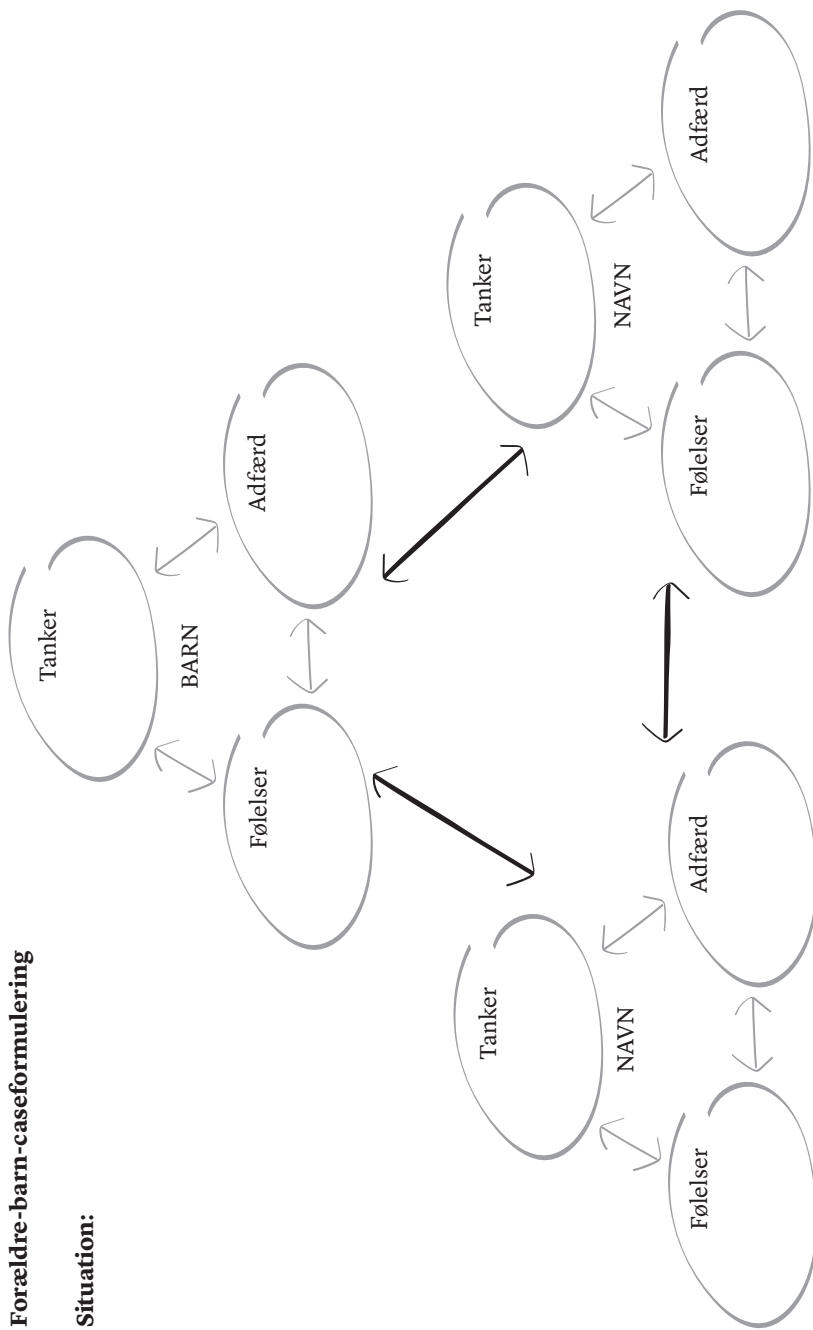 Forældre-barn-caseformulering
Situation:
Tanker
BARN
Følelser
Adfærd
Tanker
NAVN
Følelser
Adfærd
Tanker
NAVN
Følelser
Adfærd